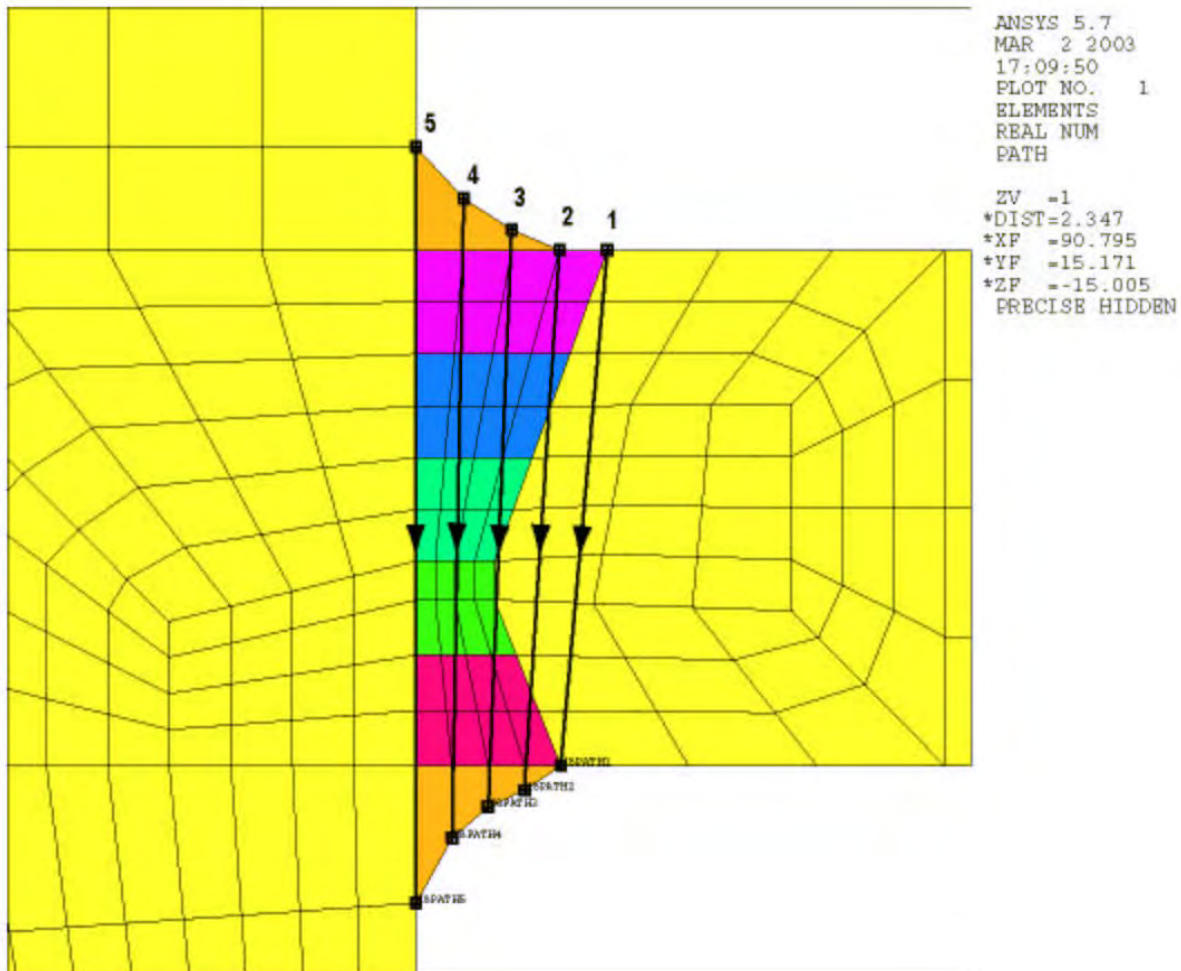 ANSYS 5.7
MAR 2 2003
17:09:50
PLOT NO. 1
ELEMENTS
REAL NUM
PATH
ZV =1
*DIST=2.347
*XF =90.795
*YF =15.171
*ZF =-15.005
PRECISE HIDDEN
5
4
3
2
1